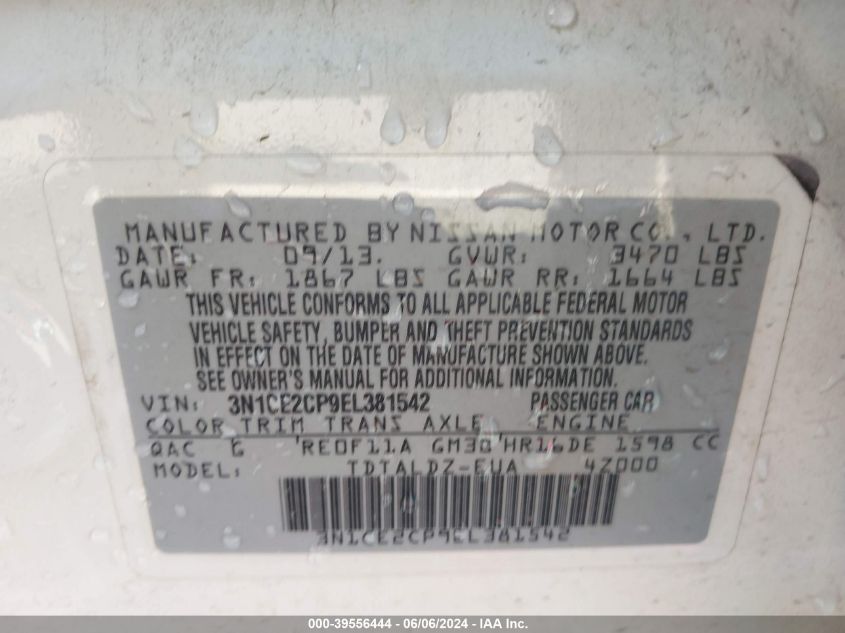 MANUFACTURED BY NISSAN MOTOR CO., LTD.
DATE: 09/13. GVWR: 3470 LBS
GAWR FR: 1867 LBS GAWR RR: 1664 LBS
THIS VEHICLE CONFORMS TO ALL APPLICABLE FEDERAL MOTOR
VEHICLE SAFETY, BUMPER AND THEFT PREVENTION STANDARDS
IN EFFECT ON THE DATE OF MANUFACTURE SHOWN ABOVE.
SEE OWNER'S MANUAL FOR ADDITIONAL INFORMATION.
VIN: 3N1CE2CP9EL381542 PASSENGER CAR
COLOR TRIM TRANS AXLE ENGINE
QAC G RE0F11A GM30 HR16DE 1598 CC
MODEL: TDTALDZ-EUA 4Z000
3N1CE2CP9EL381542
000-39556444 - 06/06/2024 - IAA Inc.